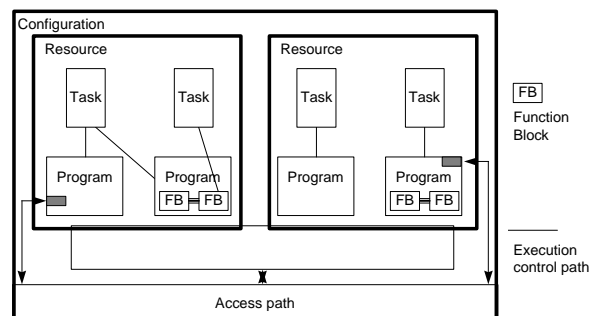 Configuration
Resource
Resource
Task
Task
Task
Task
FB
Function
Block
Program
Program
Program
Program
FB
FB
FB
FB
Execution
control path
Access path